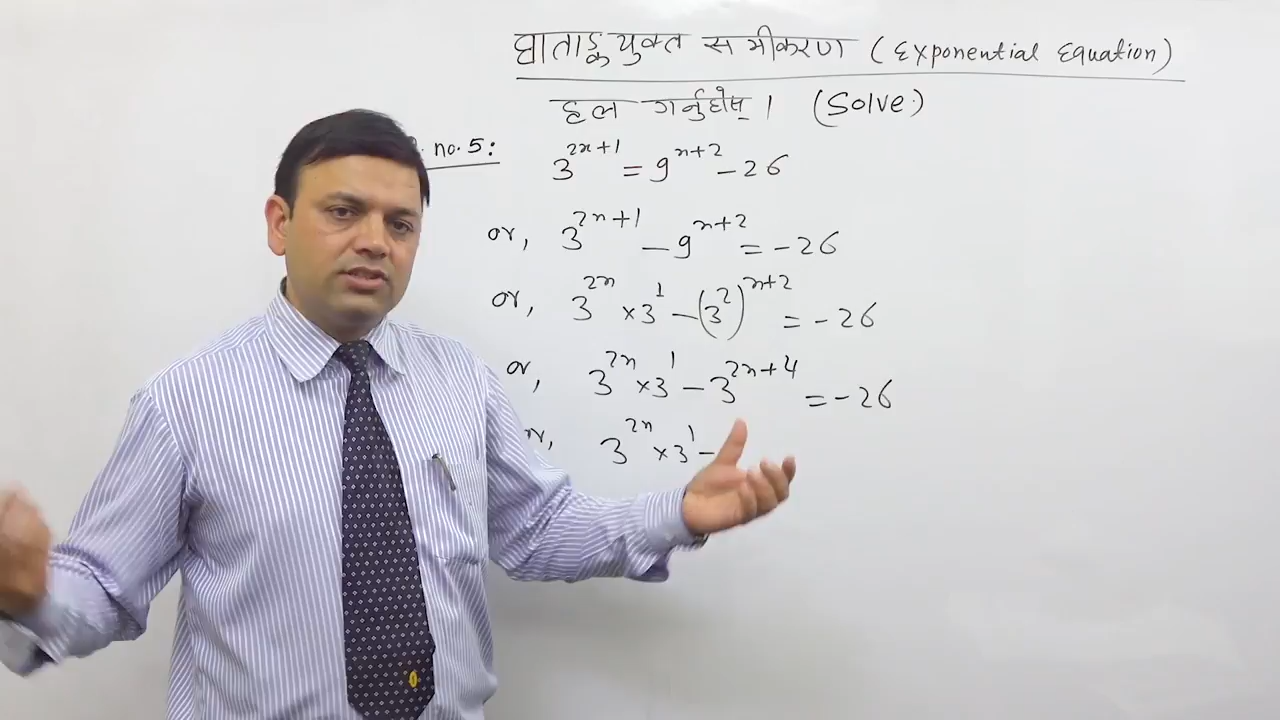 घाताङ्कयुक्त समीकरण (Exponential Equation)
हल गर्नुहोस् । (Solve:)
no. 5: 3^{2x+1} = 9^{x+2} - 26
or, 3^{2x+1} - 9^{x+2} = -26
or, 3^{2x} × 3^1 - (3^2)^{x+2} = -26
or, 3^{2x} × 3^1 - 3^{2x+4} = -26
or, 3^{2x} × 3^1 -